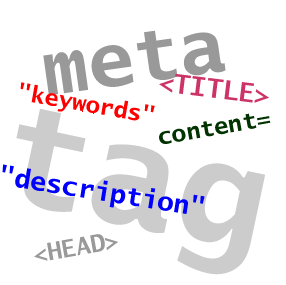 meta
<TITLE>
"keywords"
content=
tag
"description"
<HEAD>